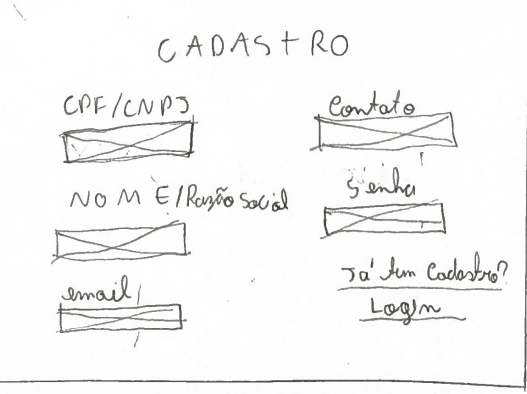 CADASTRO
CPF/CNPJ
NOME/Razão Social
email
Contato
Senha
Já tem Cadastro?
Login